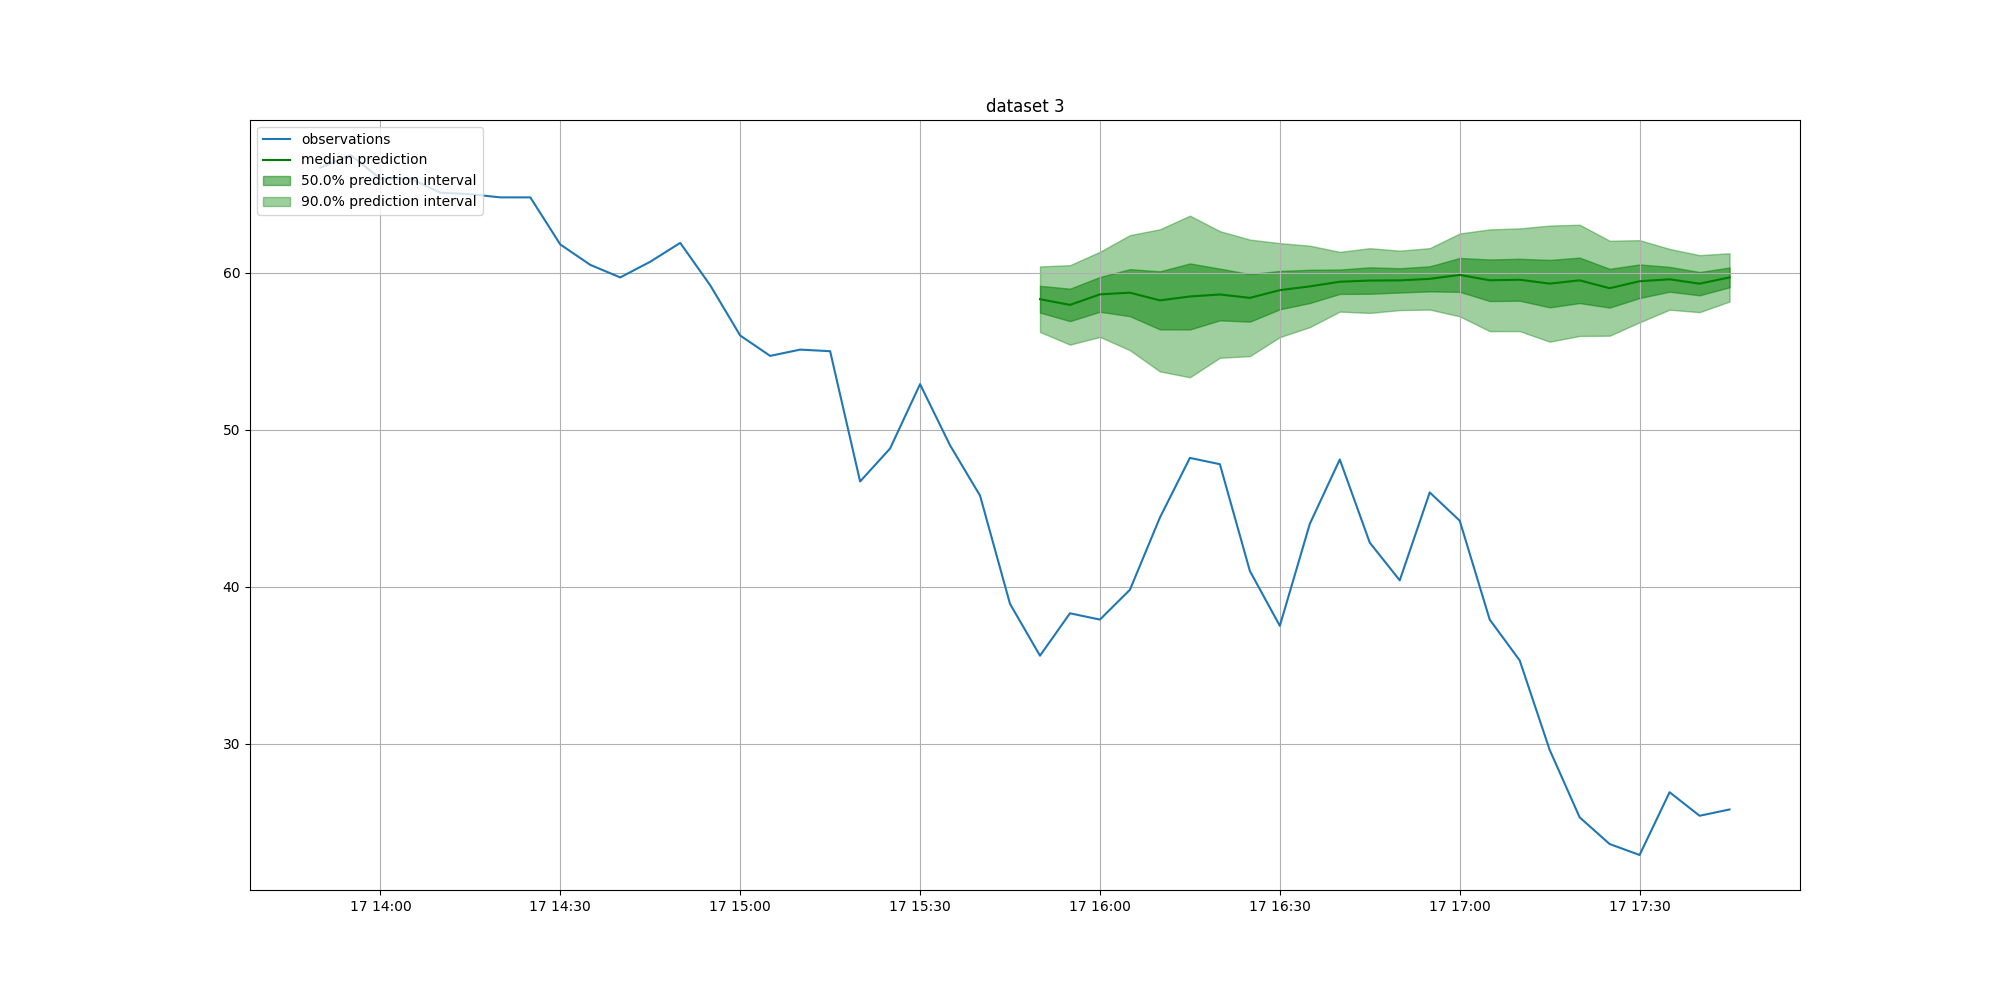 dataset 3
observations
median prediction
50.0% prediction interval
90.0% prediction interval
60
50
40
30
17 14:00
17 14:30
17 15:00
17 15:30
17 16:00
17 16:30
17 17:00
17 17:30